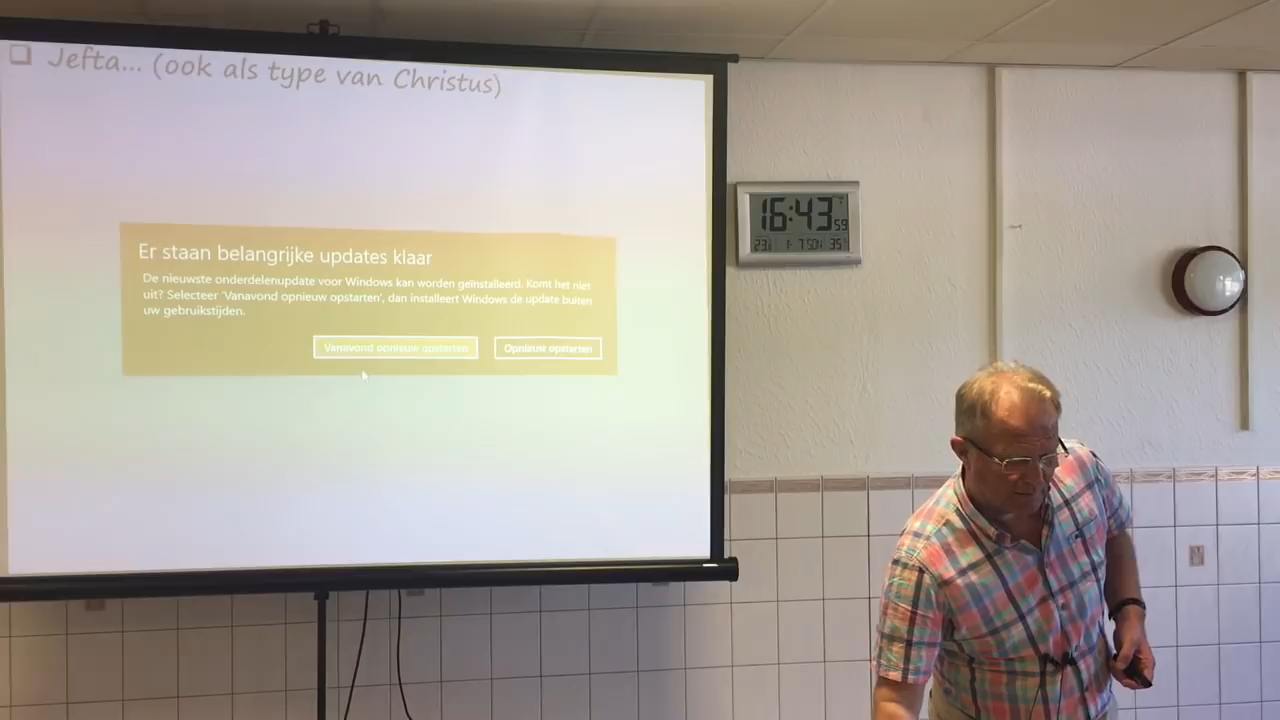 Jefta... (ook als type van Christus)
Er staan belangrijke updates klaar
De nieuwste onderdelenupdate voor Windows kan worden geïnstalleerd. Komt het niet
uit? Selecteer 'Vanavond opnieuw opstarten', dan installeert Windows de update buiten
uw gebruikstijden.
Vanavond opnieuw opstarten
Opnieuw opstarten
16:43 59